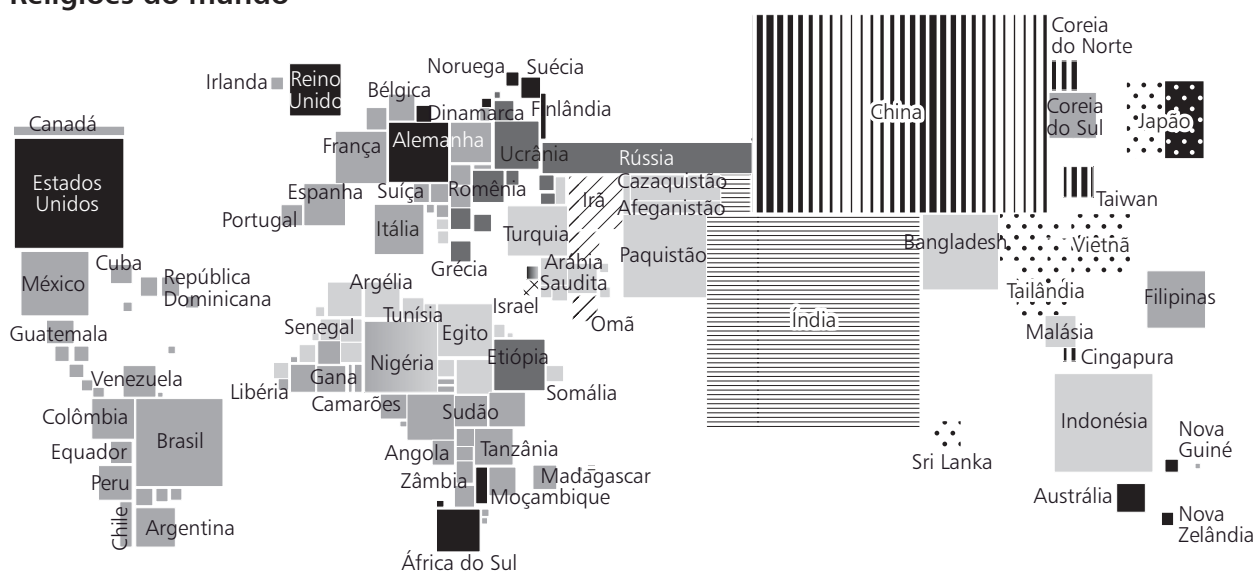 Religiões do mundo
Coreia
do Norte
Irlanda
Reino
Unido
Noruega
Suécia
Bélgica
Dinamarca
Finlândia
China
Coreia
do Sul
Japão
Canadá
França
Alemanha
Ucrânia
Rússia
Estados
Unidos
Espanha
Suíça
Romênia
Irã
Cazaquistão
Afeganistão
Taiwan
Portugal
Itália
Turquia
Paquistão
Bangladesh
Vietnã
México
Cuba
República
Dominicana
Grécia
Arábia
Saudita
Argélia
Israel
Omã
Índia
Tailândia
Filipinas
Guatemala
Senegal
Tunísia
Egito
Malásia
Nigéria
Etiópia
Cingapura
Venezuela
Libéria
Gana
Somália
Camarões
Colômbia
Brasil
Sudão
Indonésia
Equador
Angola
Tanzânia
Sri Lanka
Nova
Guiné
Peru
Zâmbia
Madagascar
Moçambique
Austrália
Chile
Argentina
Nova
Zelândia
África do Sul